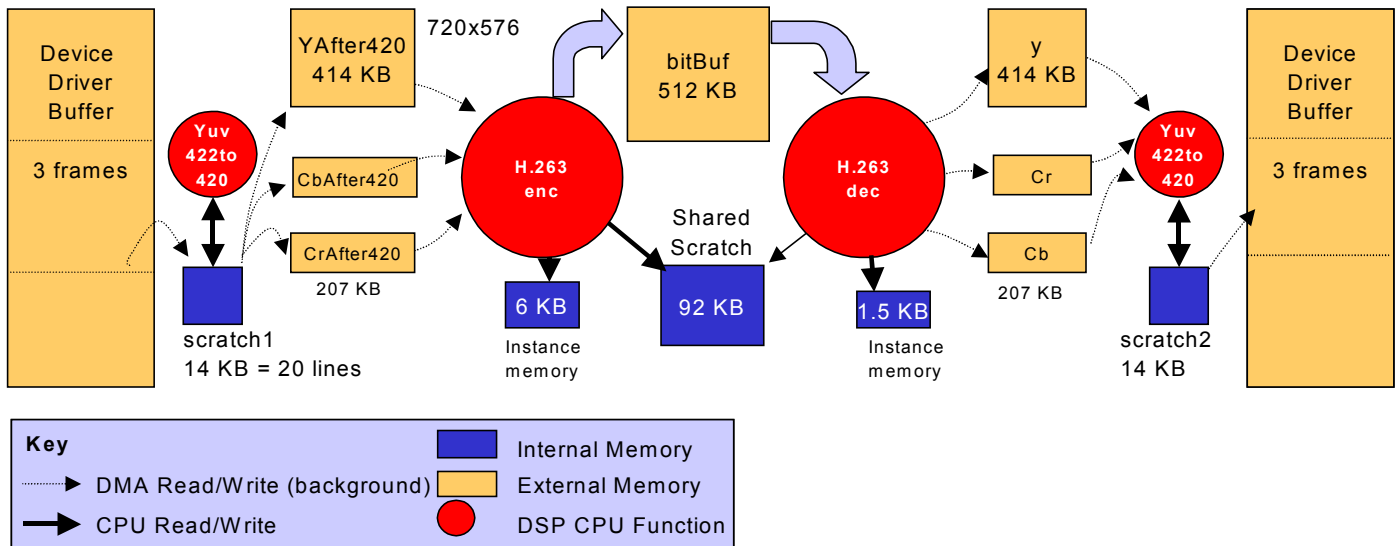 Device
Driver
Buffer
3 frames
Yuv
422to
420
scratch1
14 KB = 20 lines
YAfter420
414 KB
720x576
CbAfter420
CrAfter420
207 KB
H.263
enc
6 KB
Instance
memory
bitBuf
512 KB
Shared
Scratch
92 KB
H.263
dec
1.5 KB
Instance
memory
y
414 KB
Cr
Cb
207 KB
Yuv
422to
420
scratch2
14 KB
Device
Driver
Buffer
3 frames
Key
DMA Read/Write (background)
CPU Read/Write
Internal Memory
External Memory
DSP CPU Function